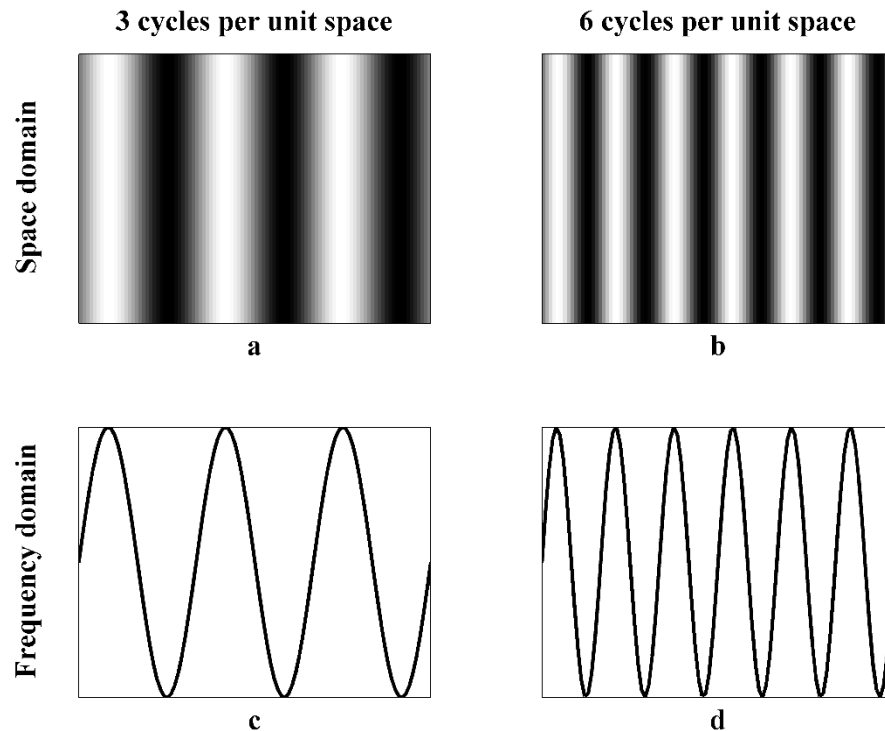 3 cycles per unit space
6 cycles per unit space
Space domain
a
b
Frequency domain
c
d